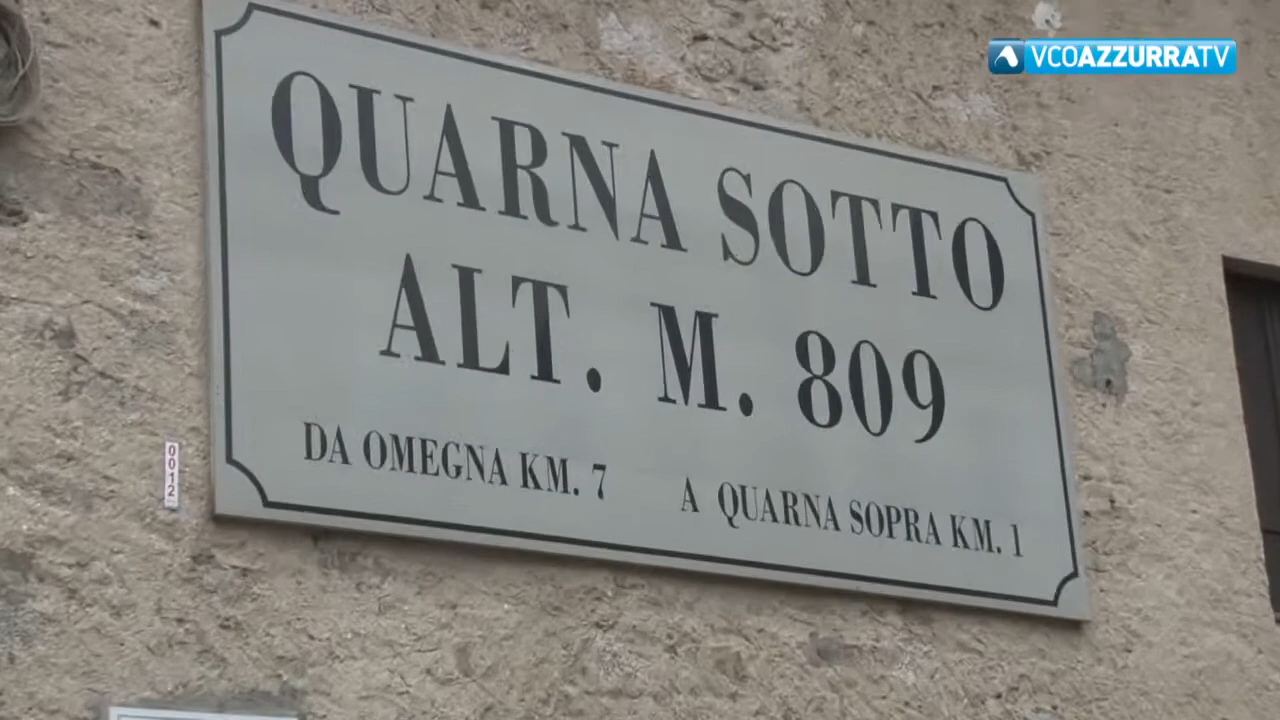 VCOAZZURRATV
QUARNA SOTTO
ALT. M. 809
DA OMEGNA KM. 7 A QUARNA SOPRA KM. 1
0012